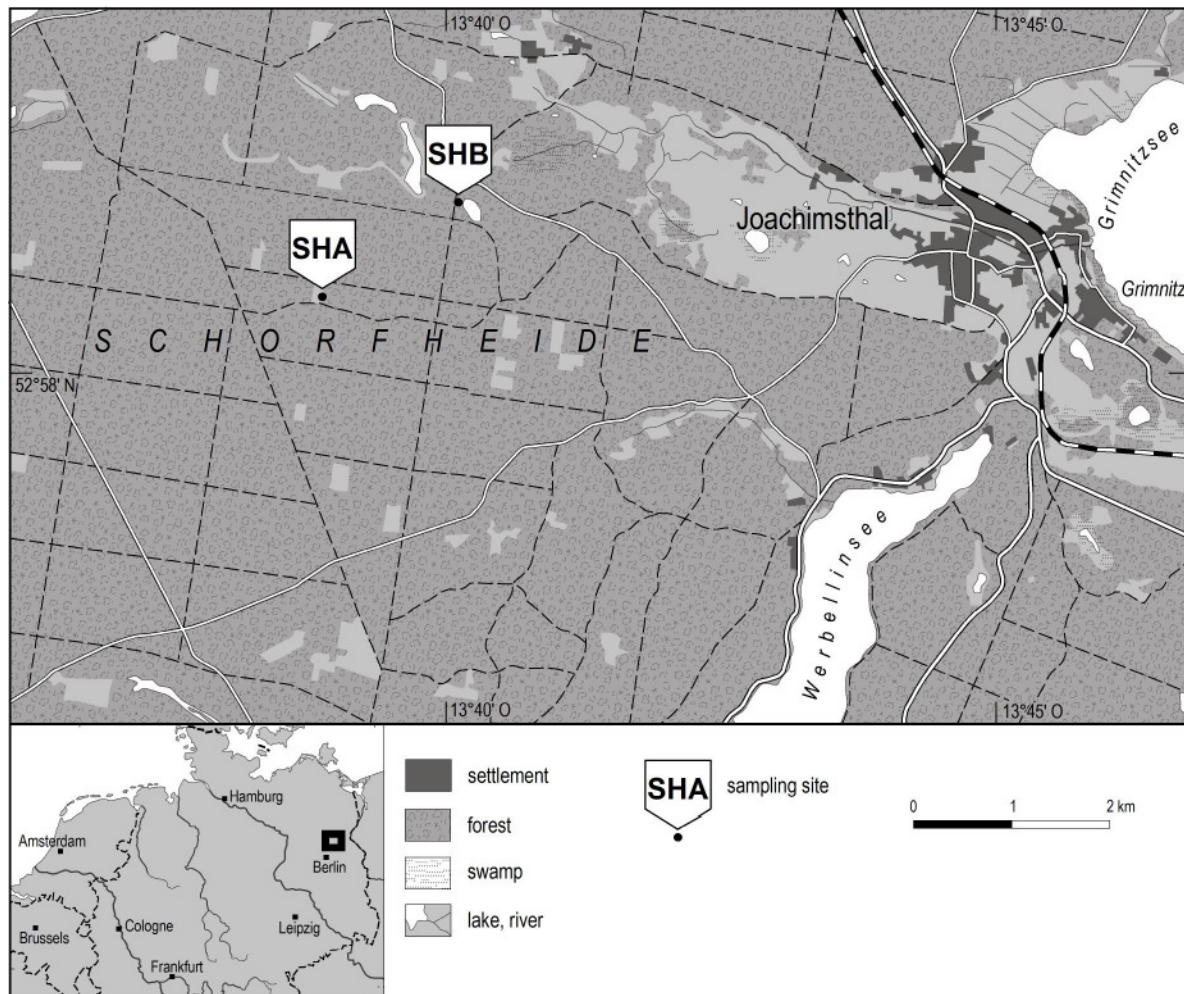 13°40' O
13°45' O
SHB
SHA
Joachimsthal
Grimnitzsee
Grimnitz
SCHORFHEIDE
52°58' N
Werbellinsee
13°40' O
13°45' O
Hamburg
Amsterdam
Berlin
Brussels
Cologne
Leipzig
Frankfurt
settlement
forest
swamp
lake, river
SHA
sampling site
0 1 2 km